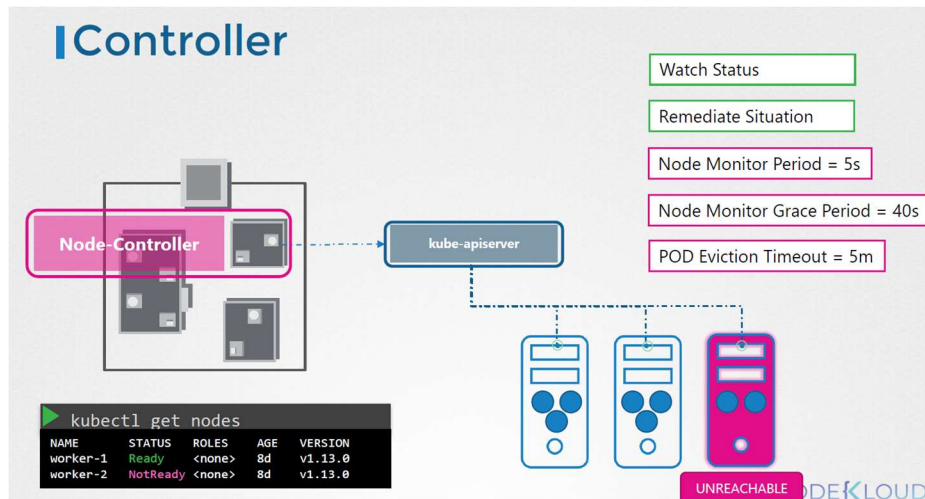 Controller
Watch Status
Remediate Situation
Node Monitor Period = 5s
Node Monitor Grace Period = 40s
POD Eviction Timeout = 5m
Node-Controller
kube-apiserver
kubectl get nodes
NAME STATUS ROLES AGE VERSION
worker-1 Ready <none> 8d v1.13.0
worker-2 NotReady <none> 8d v1.13.0
UNREACHABLE